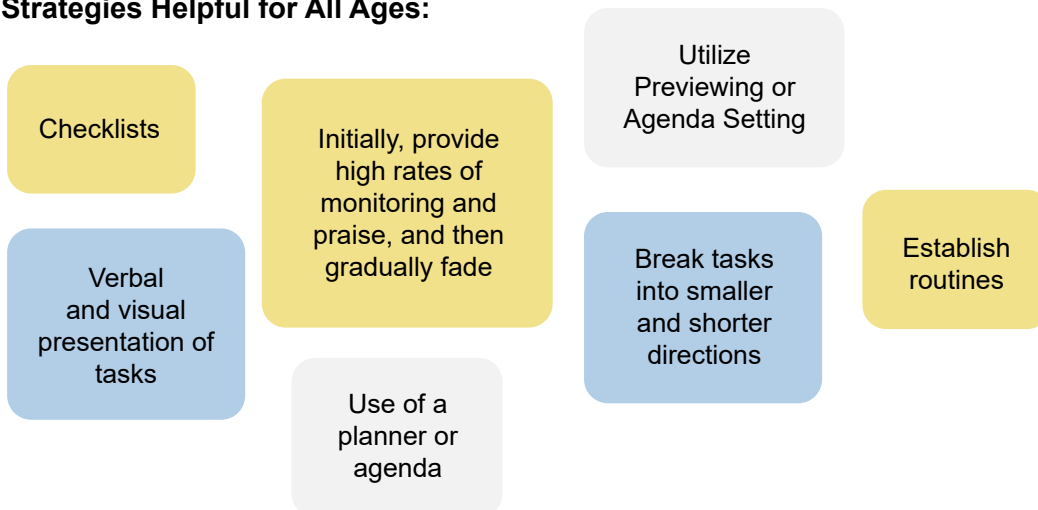 Strategies Helpful for All Ages:
Checklists
Initially, provide
high rates of
monitoring and
praise, and then
gradually fade
Utilize
Previewing or
Agenda Setting
Verbal
and visual
presentation of
tasks
Break tasks
into smaller
and shorter
directions
Establish
routines
Use of a
planner or
agenda